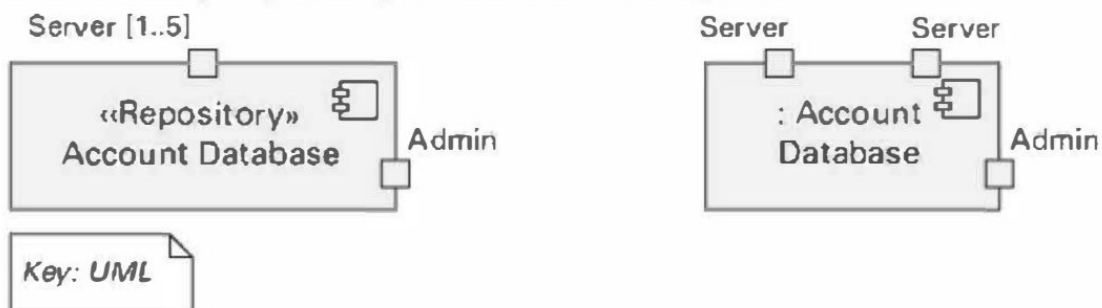 Server [1..5]
«Repository»
Account Database
Admin
Server
Server
: Account
Database
Admin
Key: UML